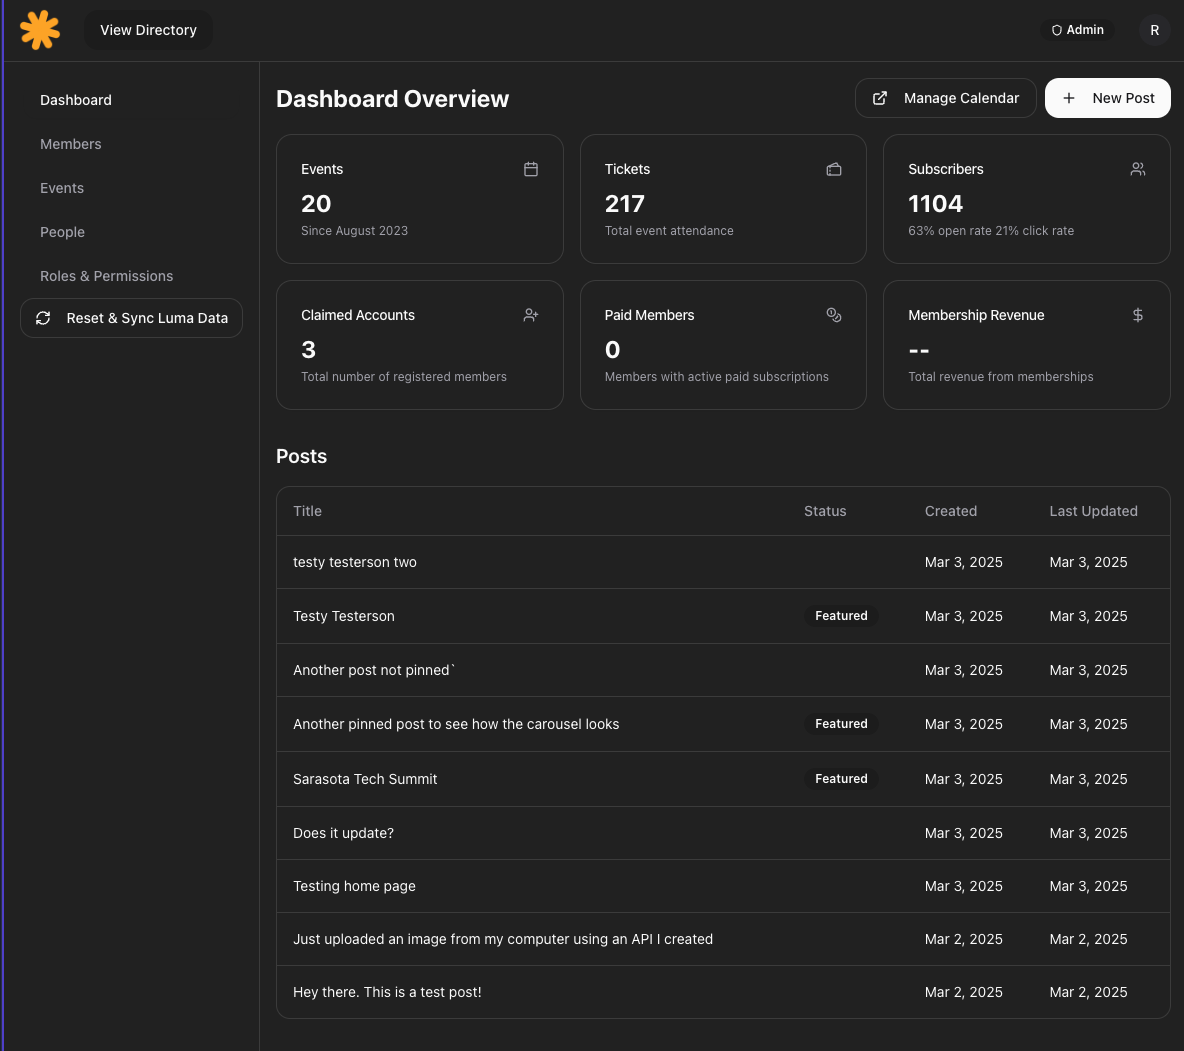 View Directory
Admin
R
Dashboard
Members
Events
People
Roles & Permissions
Reset & Sync Luma Data
Dashboard Overview
Manage Calendar
New Post
Events
20
Since August 2023
Tickets
217
Total event attendance
Subscribers
1104
63% open rate 21% click rate
Claimed Accounts
3
Total number of registered members
Paid Members
0
Members with active paid subscriptions
Membership Revenue
--
Total revenue from memberships
Posts
Title Status Created Last Updated
testy testerson two Mar 3, 2025 Mar 3, 2025
Testy Testerson Featured Mar 3, 2025 Mar 3, 2025
Another post not pinned` Mar 3, 2025 Mar 3, 2025
Another pinned post to see how the carousel looks Featured Mar 3, 2025 Mar 3, 2025
Sarasota Tech Summit Featured Mar 3, 2025 Mar 3, 2025
Does it update? Mar 3, 2025 Mar 3, 2025
Testing home page Mar 3, 2025 Mar 3, 2025
Just uploaded an image from my computer using an API I created Mar 2, 2025 Mar 2, 2025
Hey there. This is a test post! Mar 2, 2025 Mar 2, 2025